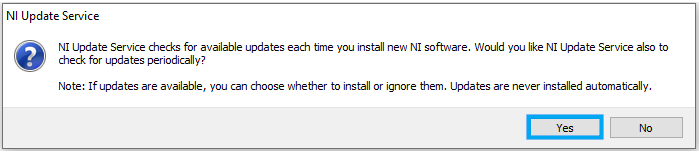 NI Update Service
NI Update Service checks for available updates each time you install new NI software. Would you like NI Update Service also to
check for updates periodically?
Note: If updates are available, you can choose whether to install or ignore them. Updates are never installed automatically.
Yes No